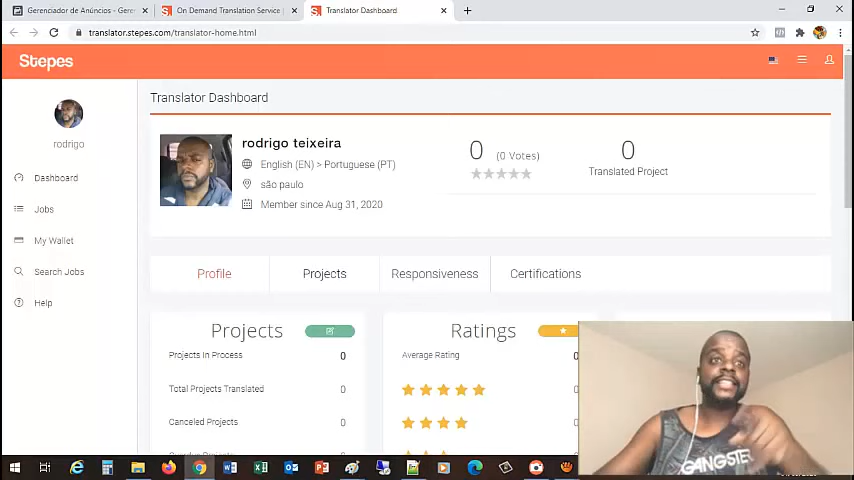 Gerenciador de Anúncios - Geren
On Demand Translation Service |
Translator Dashboard
translator.stepes.com/translator-home.html
Stepes
Translator Dashboard
rodrigo
rodrigo teixeira
English (EN) > Portuguese (PT)
são paulo
Member since Aug 31, 2020
0 (0 Votes)
0
Translated Project
Dashboard
Jobs
My Wallet
Search Jobs
Help
Profile
Projects
Responsiveness
Certifications
Projects
Projects In Process 0
Total Projects Translated 0
Canceled Projects 0
Ratings
Average Rating 0
GANGSTER